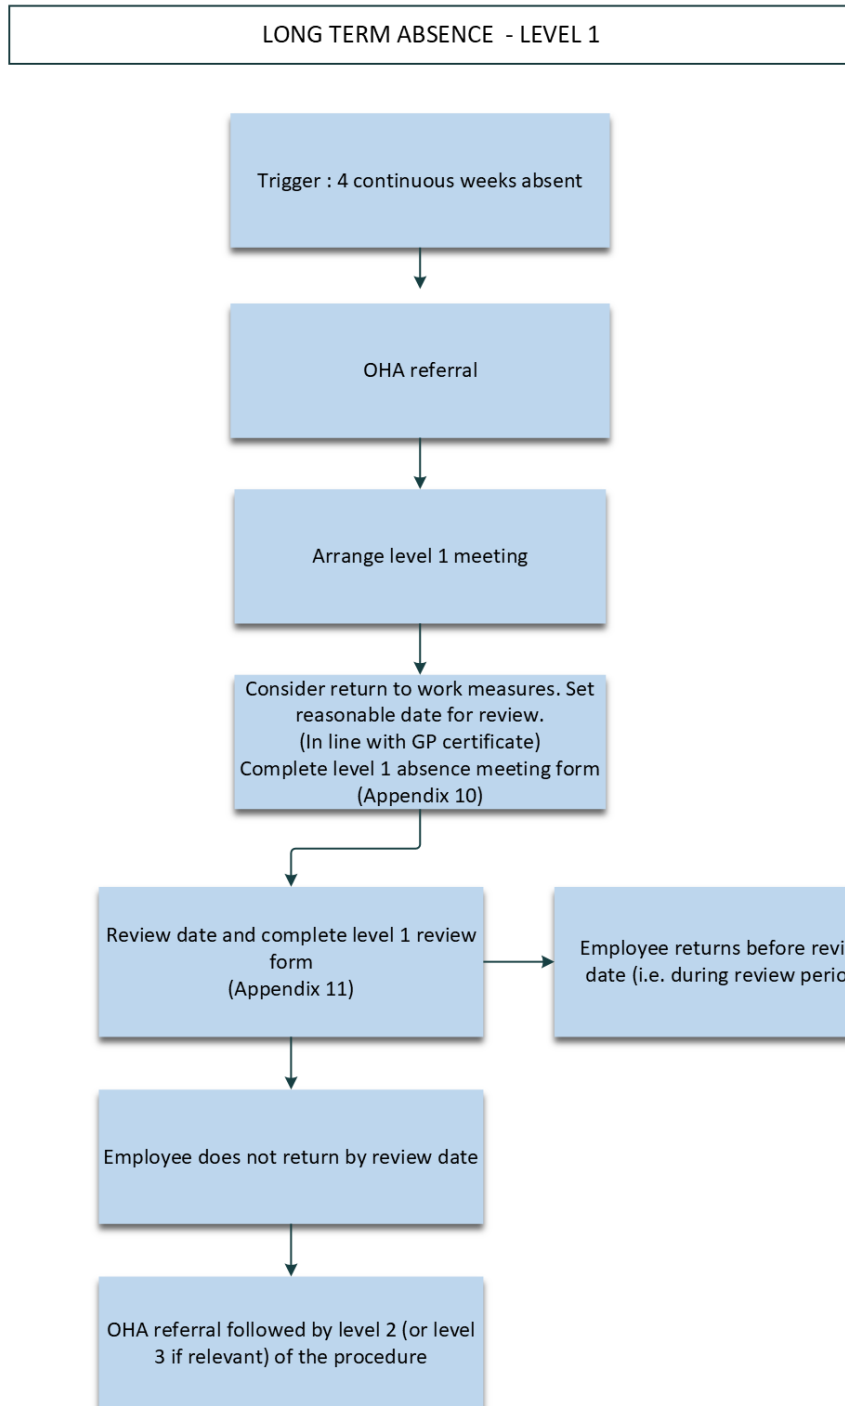 LONG TERM ABSENCE - LEVEL 1
Trigger : 4 continuous weeks absent
OHA referral
Arrange level 1 meeting
Consider return to work measures. Set
reasonable date for review.
(In line with GP certificate)
Complete level 1 absence meeting form
(Appendix 10)
Review date and complete level 1 review
form
(Appendix 11)
Employee returns before revi
date (i.e. during review perio
Employee does not return by review date
OHA referral followed by level 2 (or level
3 if relevant) of the procedure